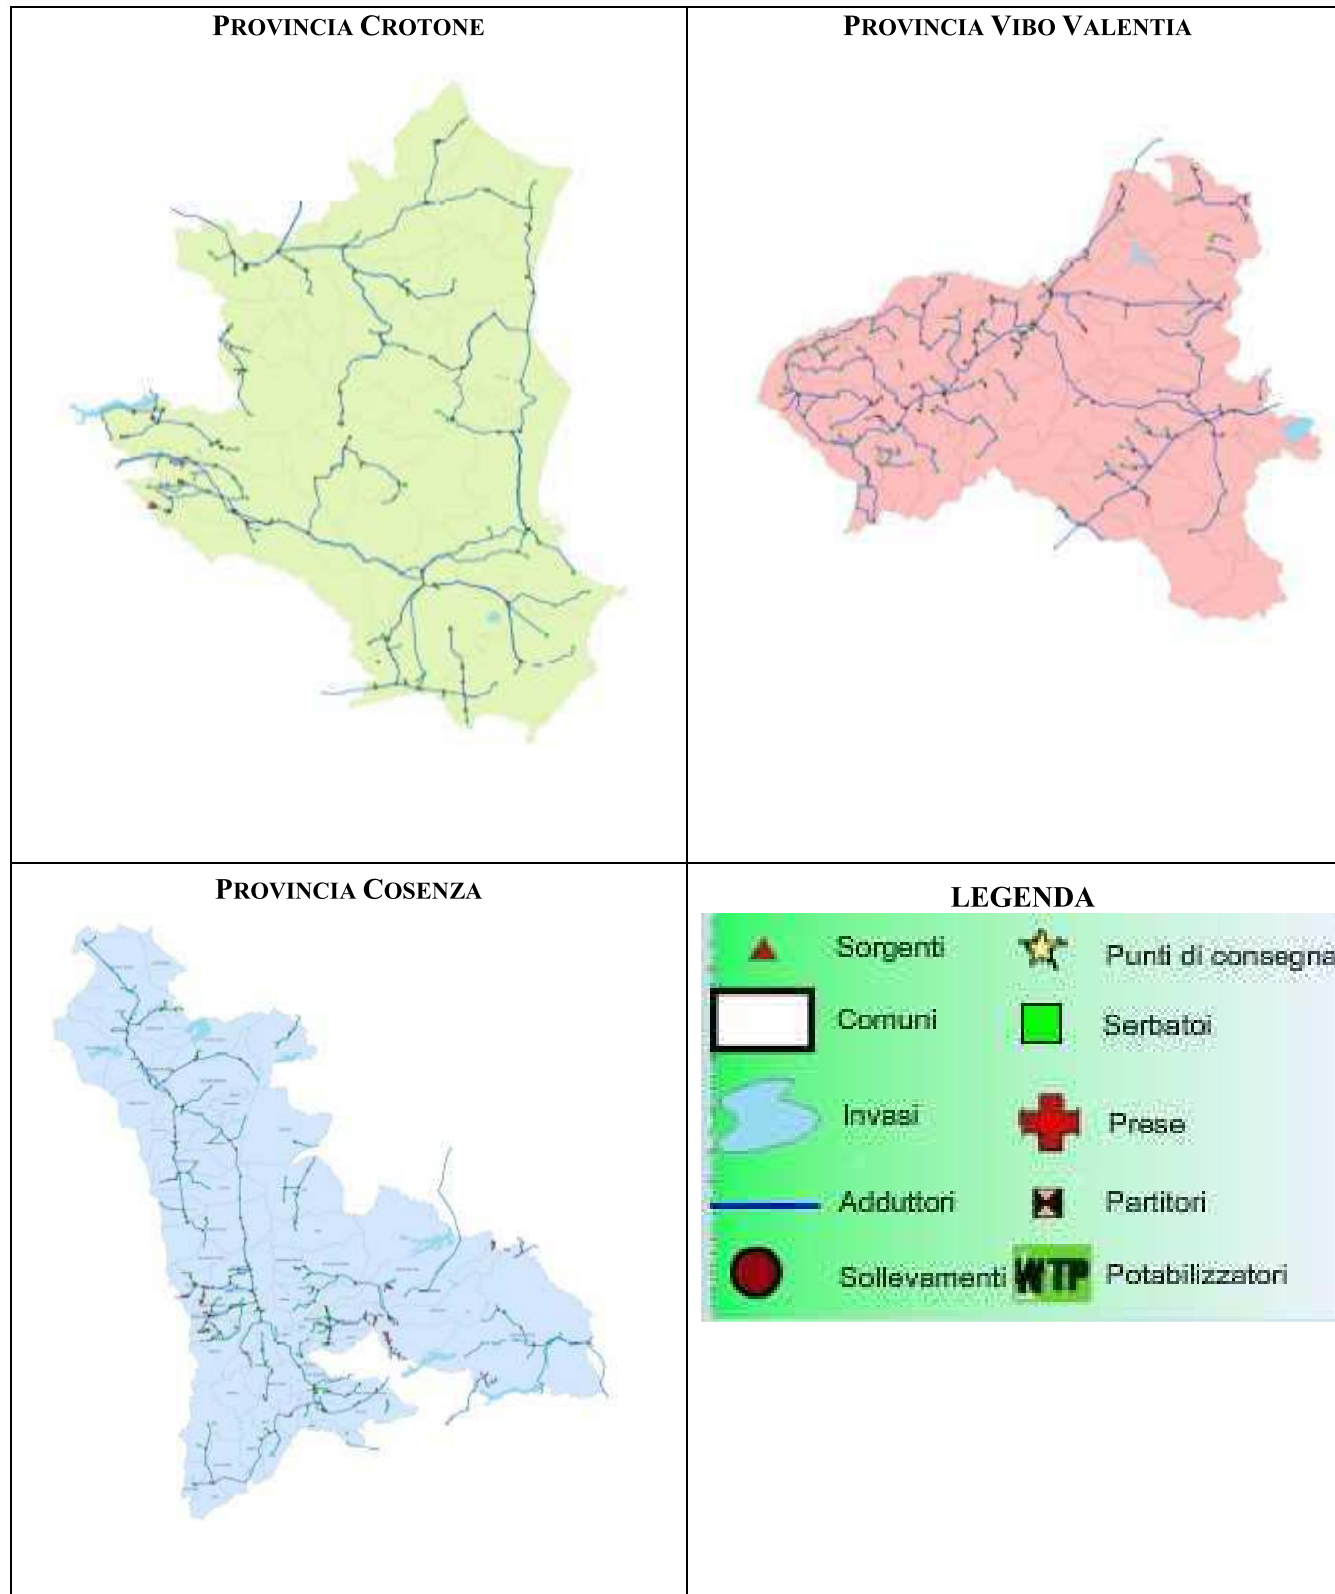 PROVINCIA CROTONE
PROVINCIA VIBO VALENTIA
PROVINCIA COSENZA
LEGENDA
Sorgenti
Punti di consegna
Comuni
Serbatoi
Invasi
Prese
Adduttori
Partitori
Sollevamenti
WTP
Potabilizzatori